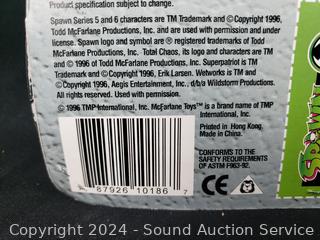 Product specification subject to change.
Spawn Series 5 and 6 characters are TM Trademark and ©Copyright 1996,
Todd McFarlane Productions, Inc. and are used with permission and under
license. Spawn logo and symbol are ® registered trademarks of Todd
McFarlane Productions, Inc. Total Chaos, its logo and characters are TM
and © 1996 of Todd McFarlane Productions. Superpatriot is TM
Trademark and ©Copyright 1996, Erik Larsen. Wetworks is TM and
©Copyright 1996, Aegis Entertainment, Inc., d/b/a Wildstorm Productions.
All rights reserved. Used with permission.
© 1996 TMP International, Inc. McFarlane Toys™ is a brand name of TMP
International, Inc.
Printed in Hong Kong.
Made in China.
CONFORMS TO THE
SAFETY REQUIREMENTS
OF ASTM F963-92.
CE
87926 10186 7
Copyright 2024 - Sound Auction Service